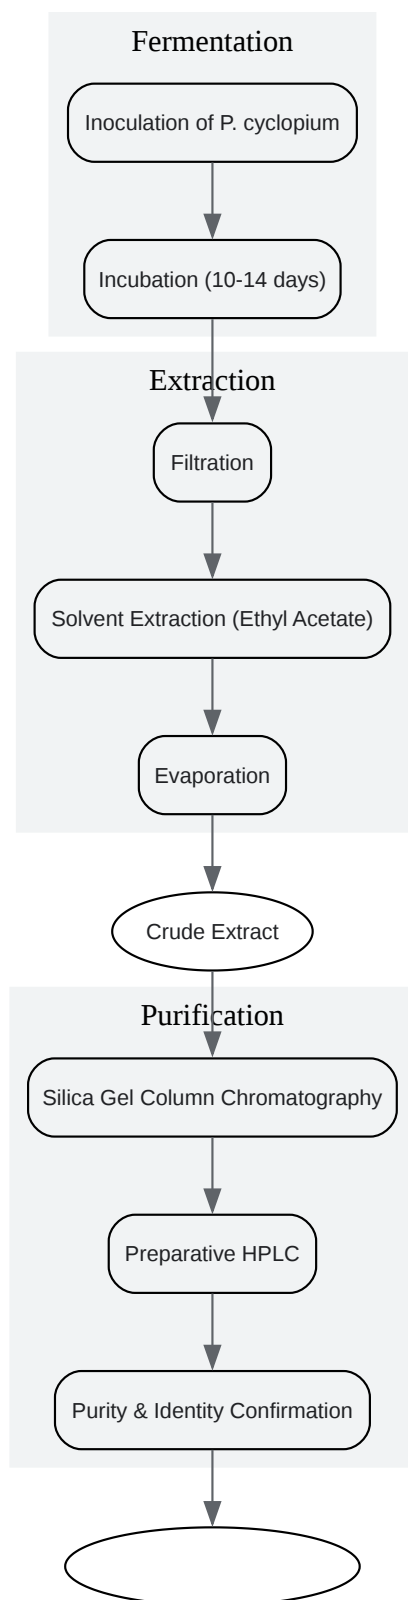 Fermentation
Inoculation of P. cyclopium
Incubation (10-14 days)
Extraction
Filtration
Solvent Extraction (Ethyl Acetate)
Evaporation
Crude Extract
Purification
Silica Gel Column Chromatography
Preparative HPLC
Purity & Identity Confirmation